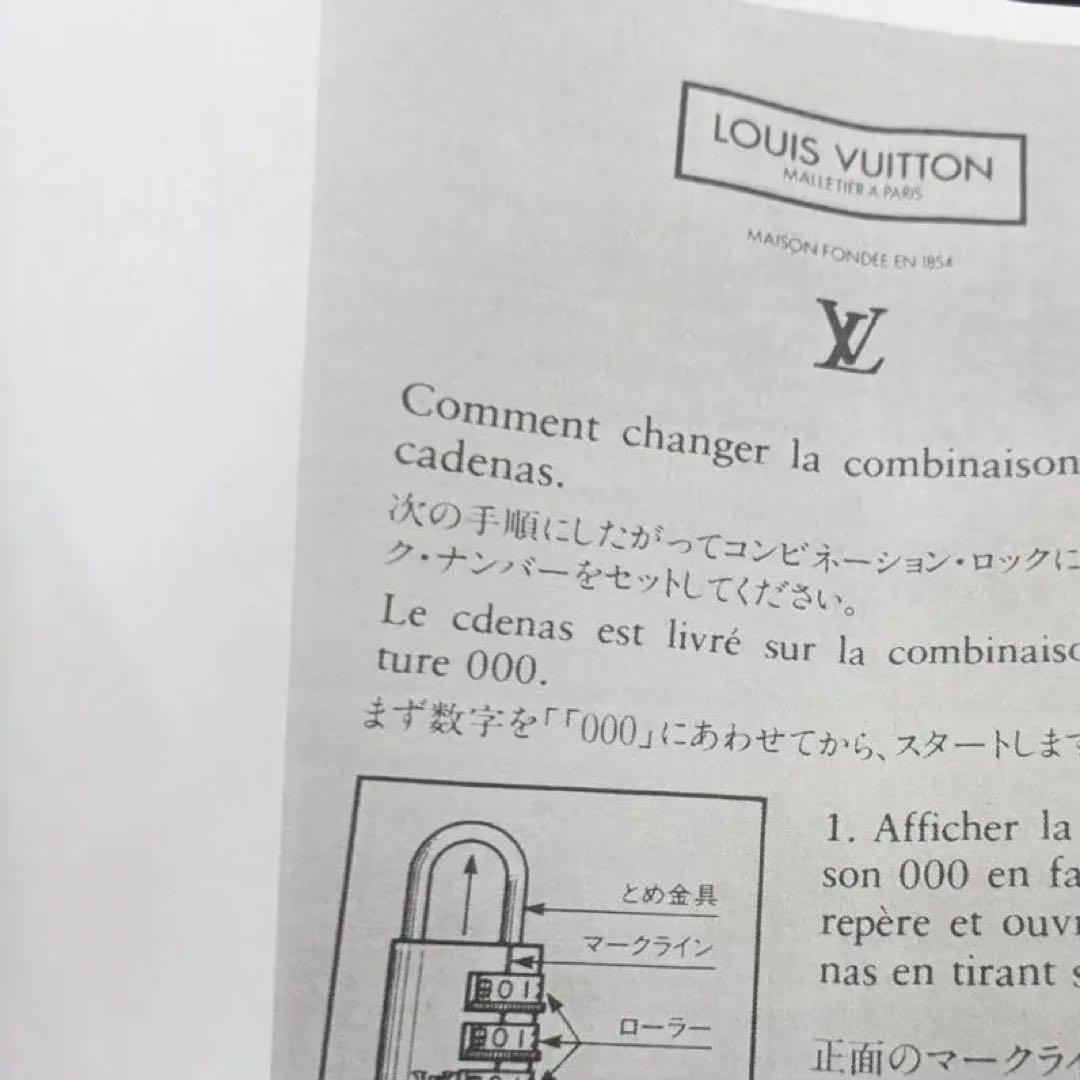 LOUIS VUITTON
MALLETIER A PARIS
MAISON FONDEE EN 1854
LV
Comment changer la combinaison
cadenas.
次の手順にしたがってコンビネーション・ロックに
ク・ナンバーをセットしてください。
Le cdenas est livré sur la combinaiso
ture 000.
まず数字を「「000」にあわせてから、スタートします
とめ金具
マークライン
ローラー
1. Afficher la
son 000 en fa
repère et ouvr
nas en tirant s
正面のマークライ